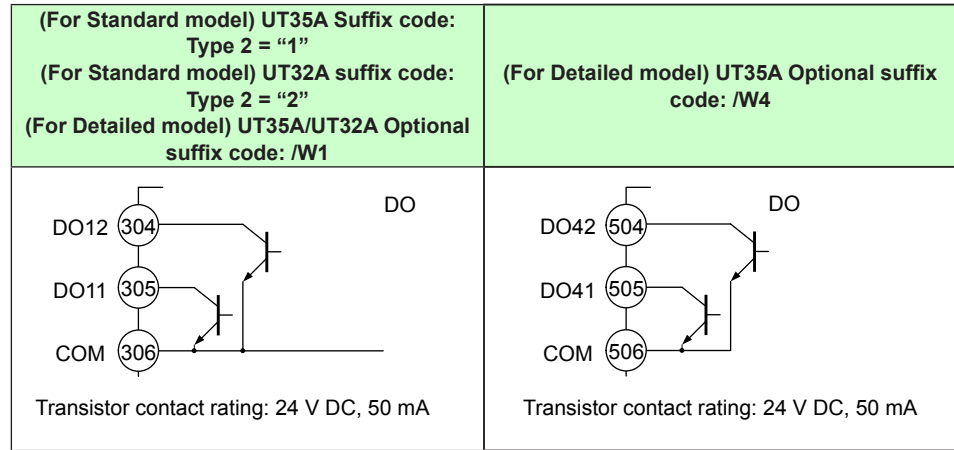 (For Standard model) UT35A Suffix code:
Type 2 = “1”
(For Standard model) UT32A suffix code:
Type 2 = “2”
(For Detailed model) UT35A/UT32A Optional
suffix code: /W1
(For Detailed model) UT35A Optional suffix
code: /W4
DO
DO12 304
DO11 305
COM 306
Transistor contact rating: 24 V DC, 50 mA
DO
DO42 504
DO41 505
COM 506
Transistor contact rating: 24 V DC, 50 mA